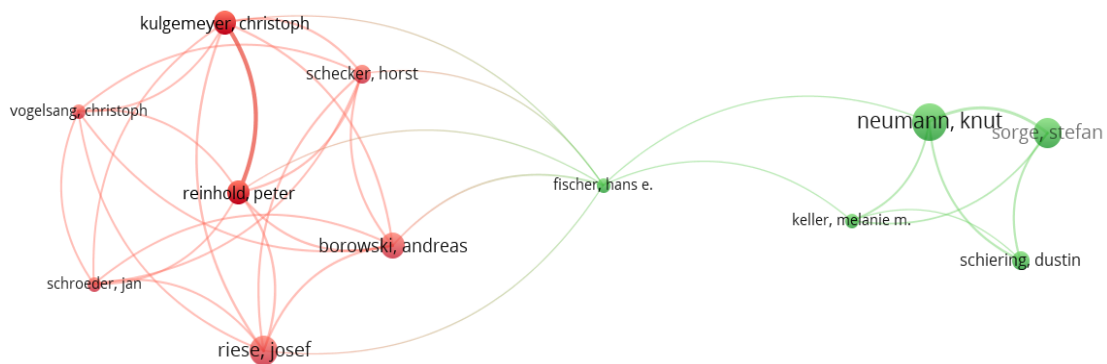 kulgemeyer, christoph
schecker, horst
vogelsang, christoph
neumann, knut
sorge, stefan
reinhold, peter
fischer, hans e.
keller, melanie m.
borowski, andreas
schiering, dustin
schroeder, jan
riese, josef